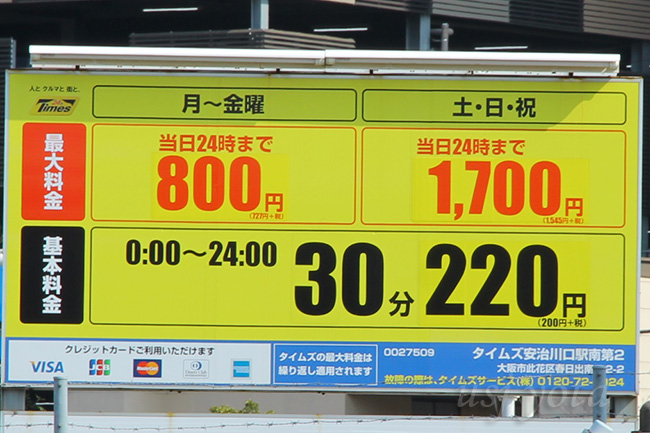 人と クルマと 街と。
Times
月〜金曜
土・日・祝
最大料金
当日24時まで
800円
(727円+税)
当日24時まで
1,700円
(1,545円+税)
基本料金
0:00〜24:00
30分
220円
(200円+税)
クレジットカードご利用いただけます
VISA
JCB
MasterCard
タイムズの最大料金は
繰り返し適用されます
0027509
タイムズ安治川口駅南第2
大阪市此花区春日出南
2-2
故障の際は、タイムズサービス(株) 0120-72-
924